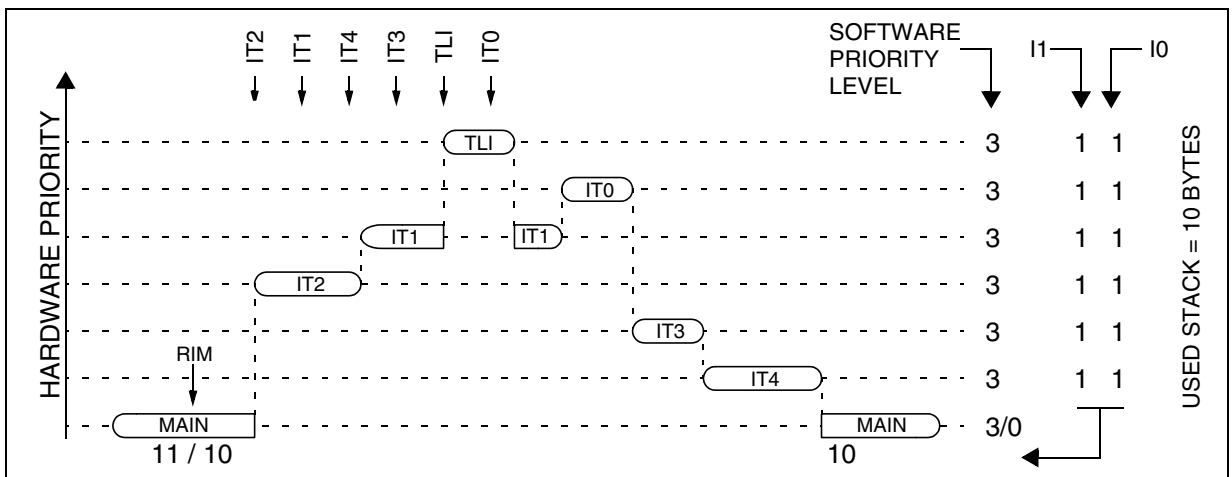 IT2 IT1 IT4 IT3 TLI IT0
SOFTWARE
PRIORITY
LEVEL
I1 I0
HARDWARE PRIORITY
TLI 3 1 1
IT0 3 1 1
IT1 IT1 3 1 1
IT2 3 1 1
IT3 3 1 1
RIM
IT4 3 1 1
MAIN MAIN 3/0
11 / 10 10
USED STACK = 10 BYTES